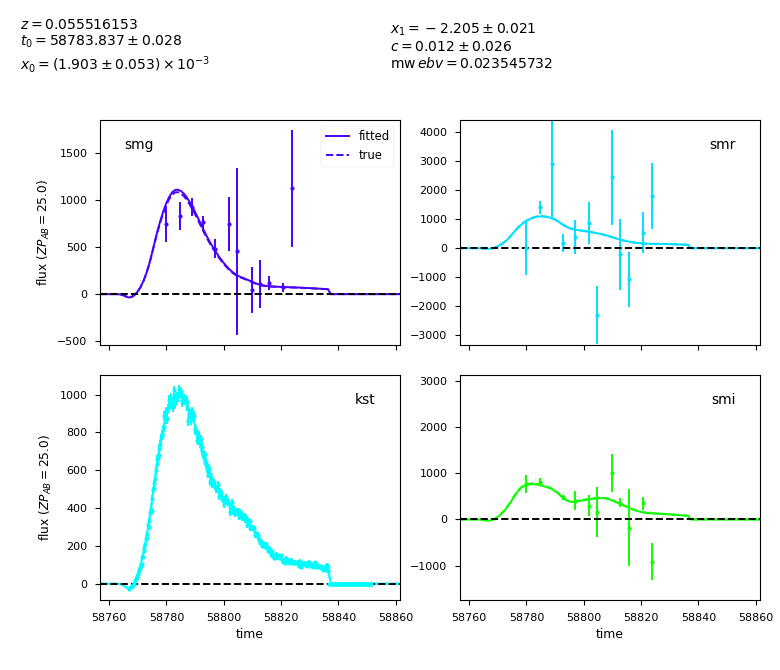 z = 0.055516153
t₀ = 58783.837 ± 0.028
x₀ = (1.903 ± 0.053) × 10⁻³
x₁ = −2.205 ± 0.021
c = 0.012 ± 0.026
mw ebv = 0.023545732
smg
fitted
true
1500
1000
500
0
−500
flux (ZP_AB = 25.0)
smr
4000
3000
2000
1000
0
−1000
−2000
−3000
kst
1000
800
600
400
200
0
flux (ZP_AB = 25.0)
58760 58780 58800 58820 58840 58860
time
smi
3000
2000
1000
0
−1000
58760 58780 58800 58820 58840 58860
time